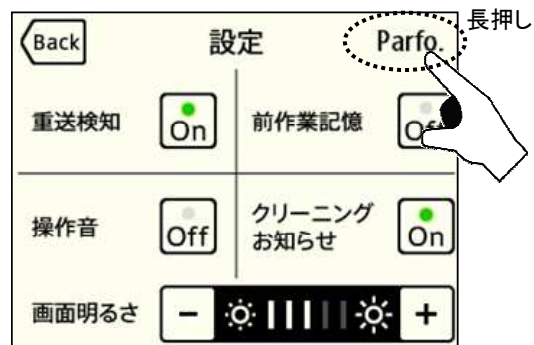 長押し
Back
設定
Parfo.
重送検知
On
前作業記憶
操作音
Off
クリーニング
お知らせ
On
画面明るさ
－
＋